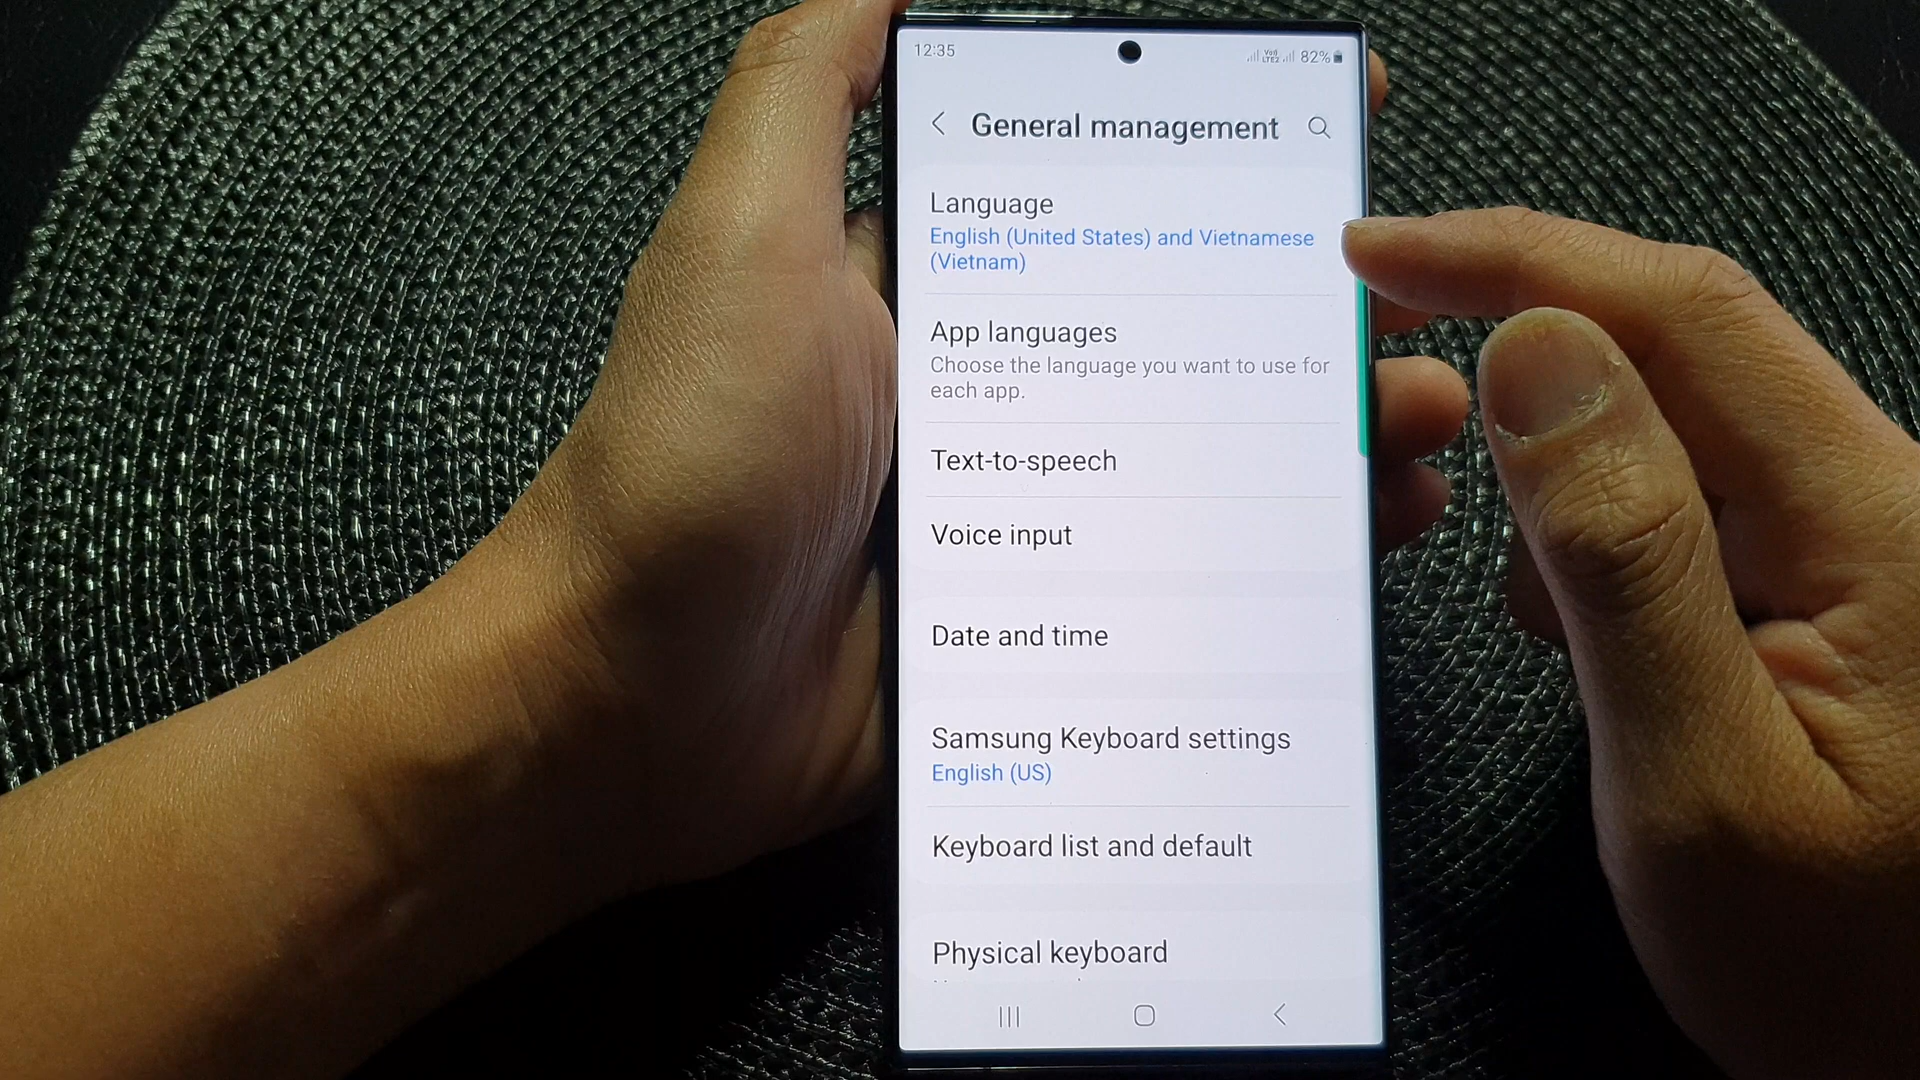 12:35
VoD LTE2 82%
General management
Language
English (United States) and Vietnamese
(Vietnam)
App languages
Choose the language you want to use for
each app.
Text-to-speech
Voice input
Date and time
Samsung Keyboard settings
English (US)
Keyboard list and default
Physical keyboard